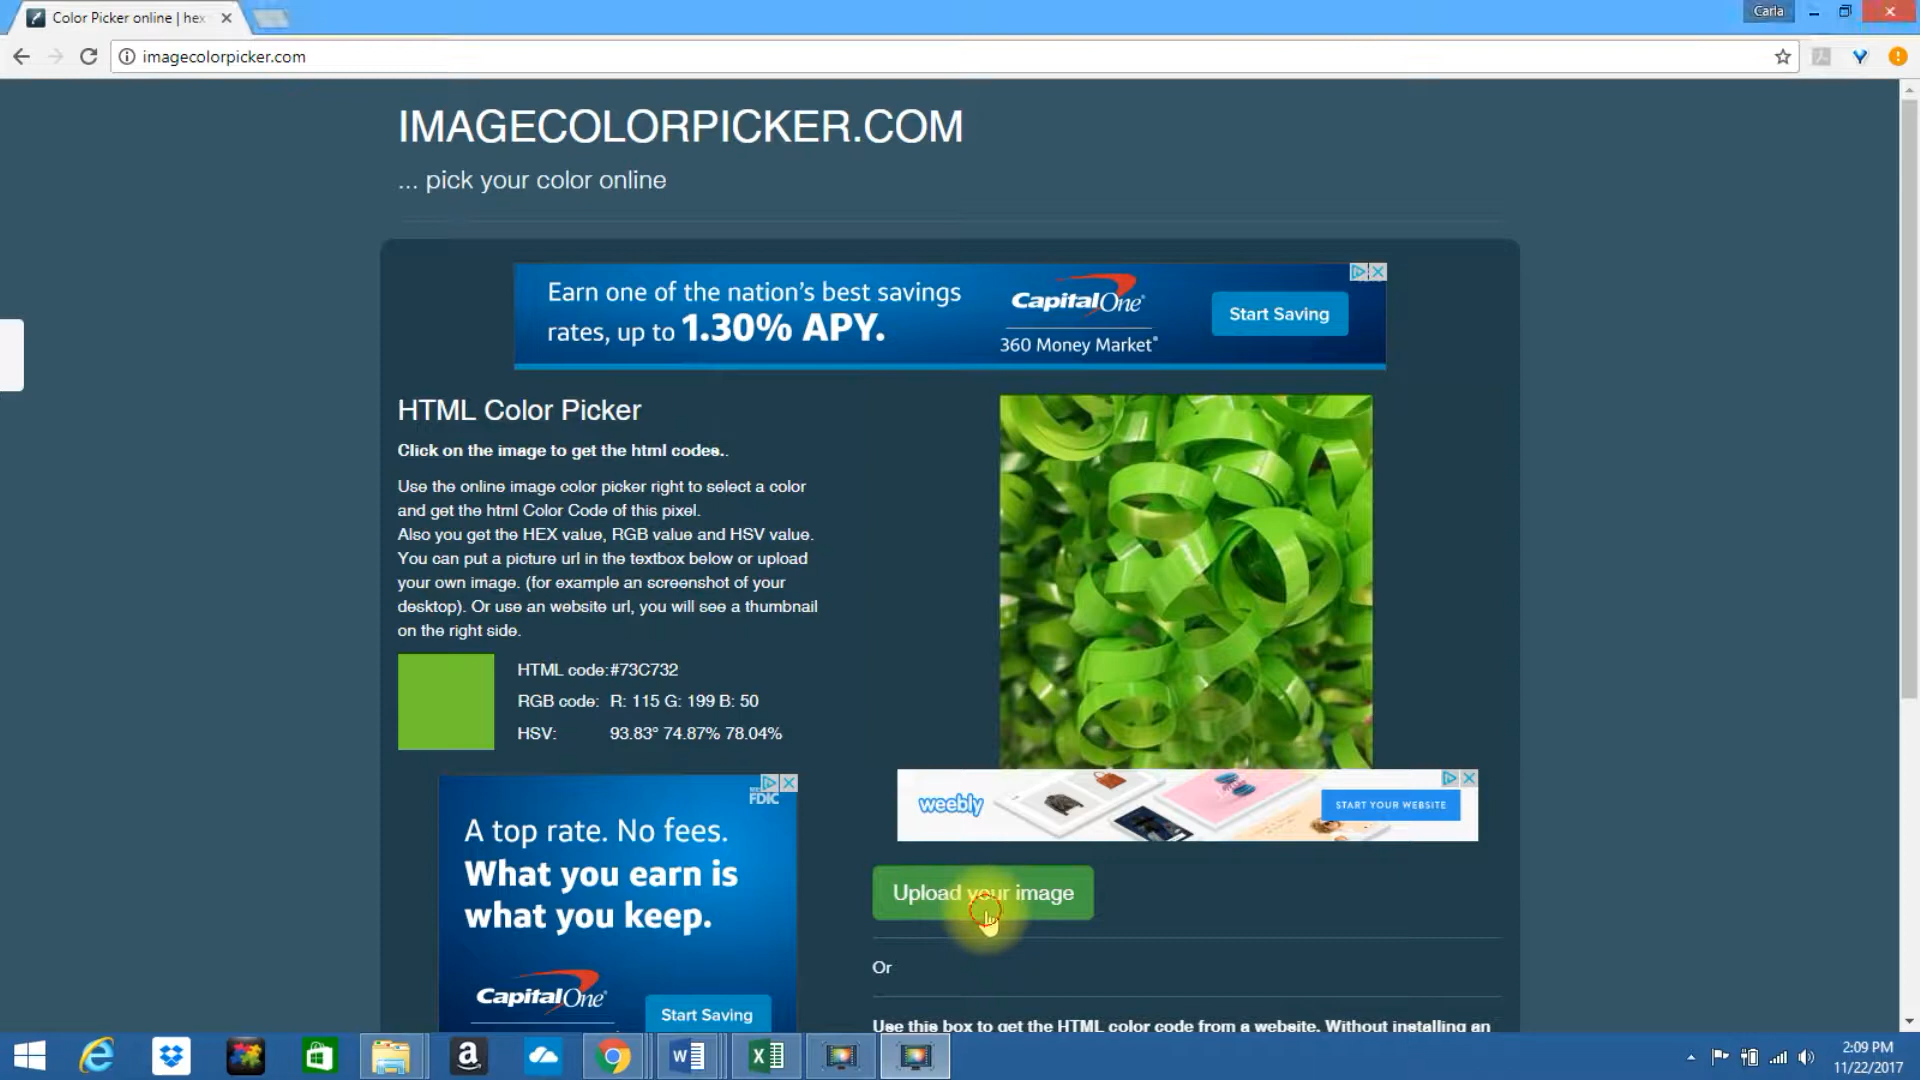 Color Picker online | hex
Carla
imagecolorpicker.com
IMAGECOLORPICKER.COM
... pick your color online
Earn one of the nation's best savings
rates, up to 1.30% APY.
CapitalOne
360 Money Market
Start Saving
HTML Color Picker
Click on the image to get the html codes..
Use the online image color picker right to select a color
and get the html Color Code of this pixel.
Also you get the HEX value, RGB value and HSV value.
You can put a picture url in the textbox below or upload
your own image. (for example an screenshot of your
desktop). Or use an website url, you will see a thumbnail
on the right side.
HTML code: #73C732
RGB code: R: 115 G: 199 B: 50
HSV: 93.83° 74.87% 78.04%
FDIC
A top rate. No fees.
What you earn is
what you keep.
CapitalOne
Start Saving
weebly
START YOUR WEBSITE
Upload your image
Or
Use this box to get the HTML color code from a website. Without installing an
2:09 PM
11/22/2017